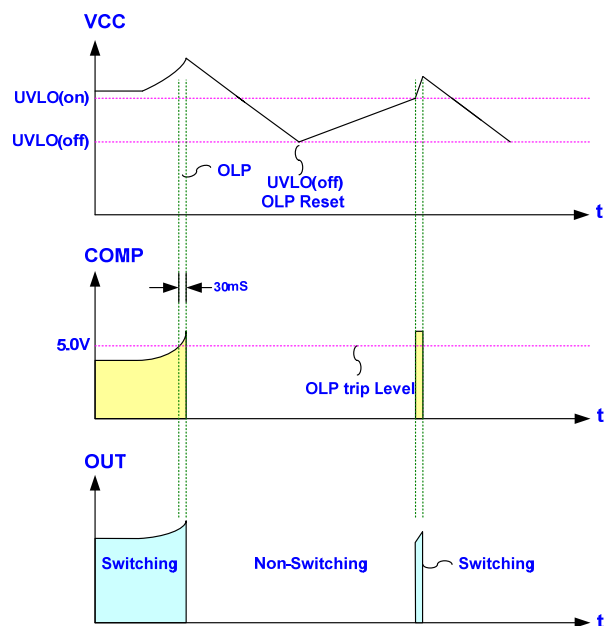 VCC
UVLO(on)
UVLO(off)
OLP
UVLO(off)
OLP Reset
t
COMP
30mS
5.0V
OLP trip Level
t
OUT
Switching
Non-Switching
Switching
t